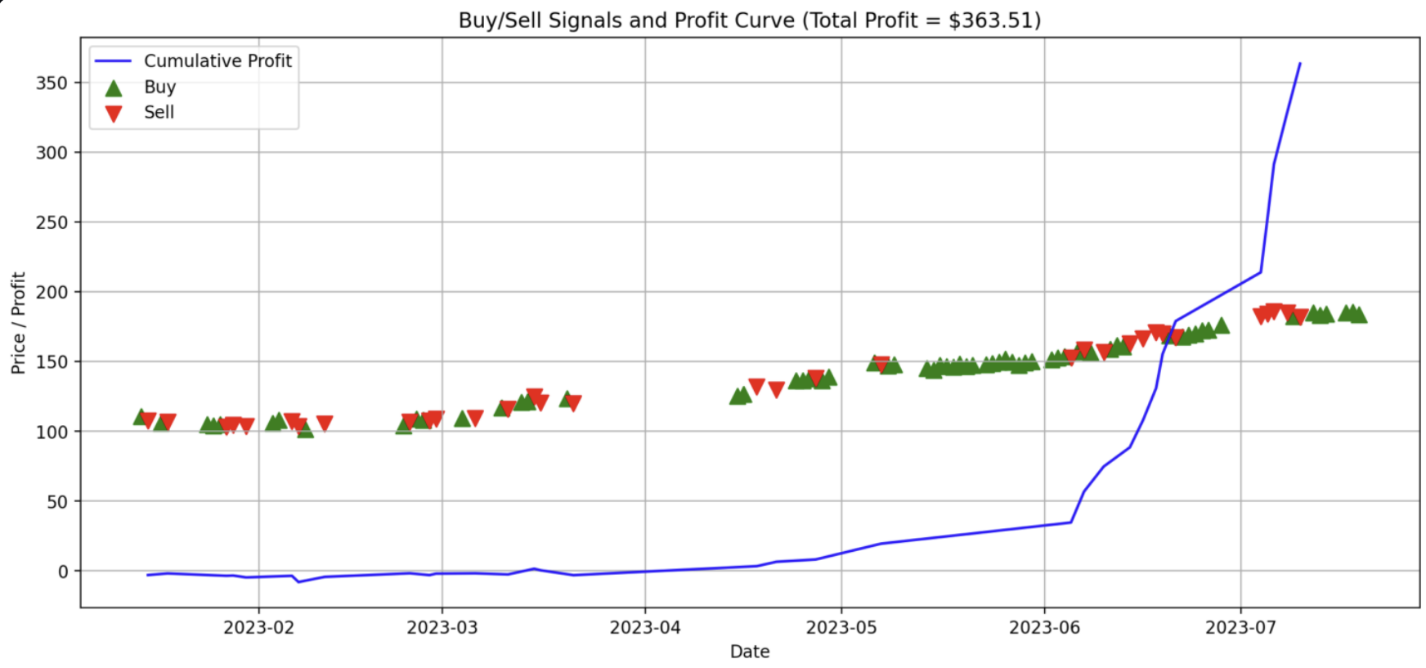 Buy/Sell Signals and Profit Curve (Total Profit = $363.51)
Cumulative Profit
Buy
Sell
350
300
250
200
150
100
50
0
Price / Profit
2023-02
2023-03
2023-04
2023-05
2023-06
2023-07
Date